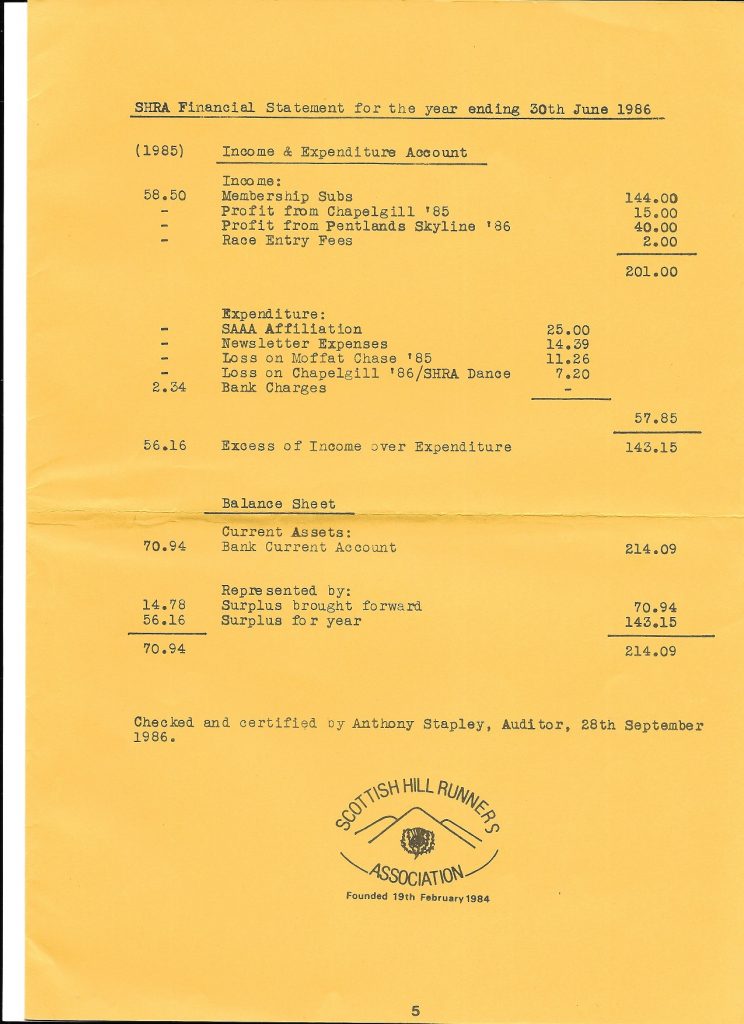 SHRA Financial Statement for the year ending 30th June 1986
(1985) Income & Expenditure Account
Income:
58.50 Membership Subs 144.00
- Profit from Chapelgill '85 15.00
- Profit from Pentlands Skyline '86 40.00
- Race Entry Fees 2.00
201.00
Expenditure:
- SAAA Affiliation 25.00
- Newsletter Expenses 14.39
- Loss on Moffat Chase '85 11.26
- Loss on Chapelgill '86/SHRA Dance 7.20
2.34 Bank Charges -
57.85
56.16 Excess of Income over Expenditure 143.15
Balance Sheet
Current Assets:
70.94 Bank Current Account 214.09
Represented by:
14.78 Surplus brought forward 70.94
56.16 Surplus for year 143.15
70.94 214.09
Checked and certified by Anthony Stapley, Auditor, 28th September
1986.
SCOTTISH HILL RUNNERS
ASSOCIATION
Founded 19th February 1984
5